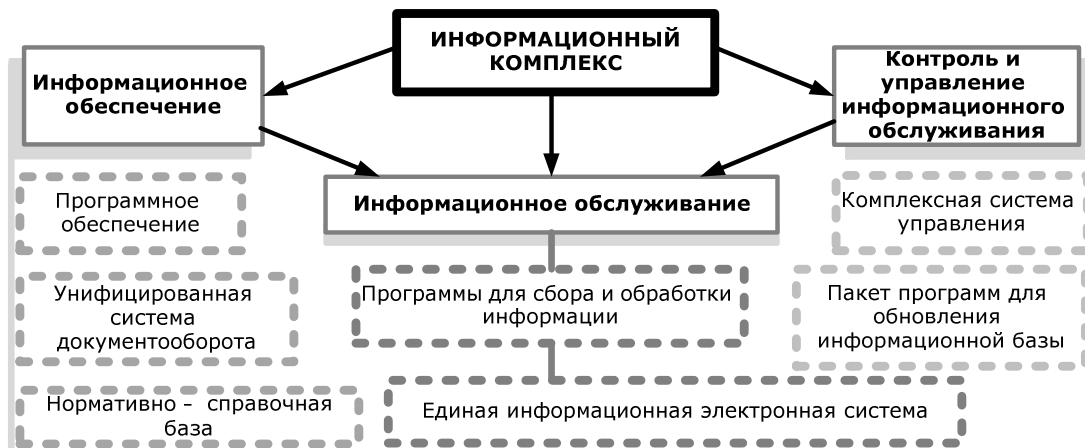 ИНФОРМАЦИОННЫЙ
КОМПЛЕКС
Информационное
обеспечение
Контроль и
управление
информационного
обслуживания
Информационное обслуживание
Программное
обеспечение
Унифицированная
система
документооборота
Нормативно – справочная
база
Программы для сбора и обработки
информации
Единая информационная электронная система
Комплексная система
управления
Пакет программ для
обновления
информационной базы